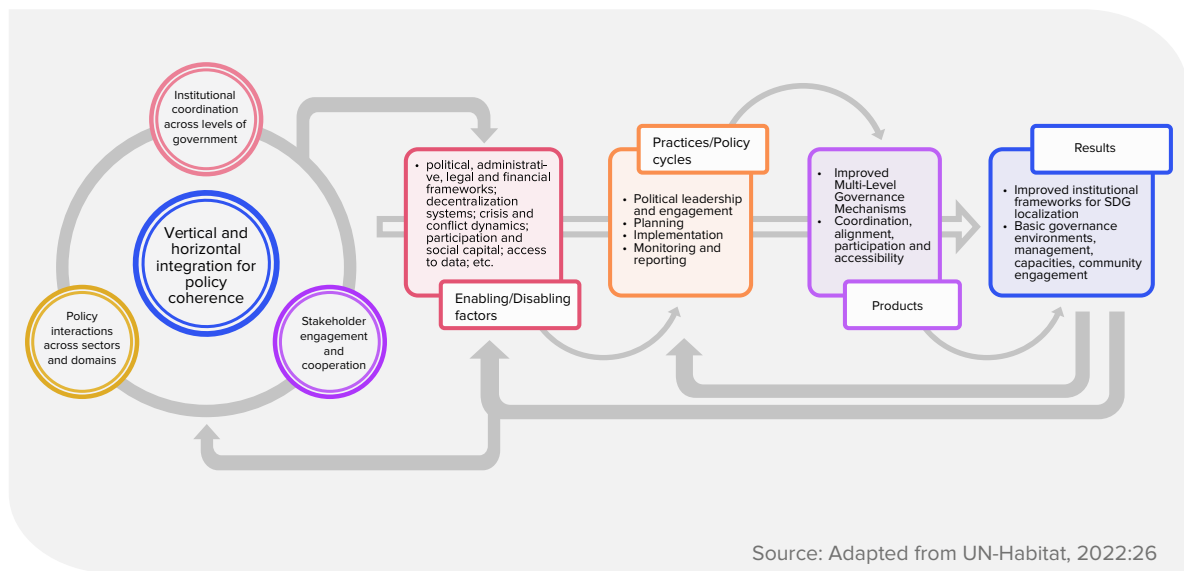 Institutional
coordination
across levels of
government
Vertical and
horizontal
integration for
policy
coherence
Policy
interactions
across sectors
and domains
Stakeholder
engagement
and
cooperation
• political, administrati-
ve, legal and financial
frameworks;
decentralization
systems; crisis and
conflict dynamics;
participation and
social capital; access
to data; etc.
Enabling/Disabling
factors
Practices/Policy
cycles
• Political leadership
and engagement
• Planning
• Implementation
• Monitoring and
reporting
• Improved
Multi-Level
Governance
Mechanisms
• Coordination,
alignment,
participation and
accessibility
Products
Results
• Improved institutional
frameworks for SDG
localization
• Basic governance
environments,
management,
capacities, community
engagement
Source: Adapted from UN-Habitat, 2022:26